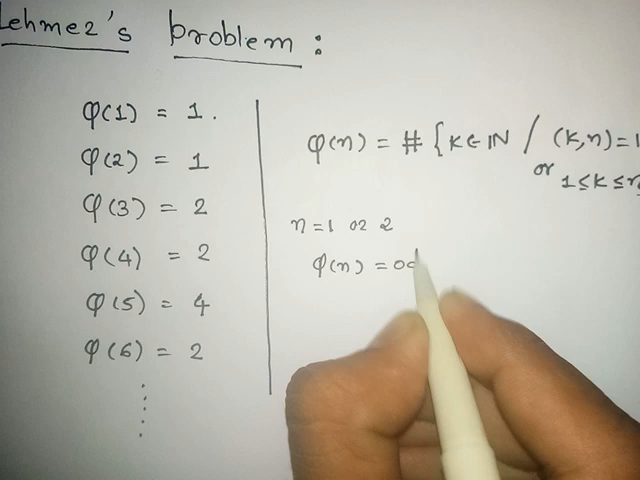 Lehmer's problem :
φ(1) = 1.
φ(2) = 1
φ(3) = 2
φ(4) = 2
φ(5) = 4
φ(6) = 2
φ(n) = # {K ∈ IN / (K,n)=1
or 1≤K≤n
n = 1 or 2
φ(n) = od